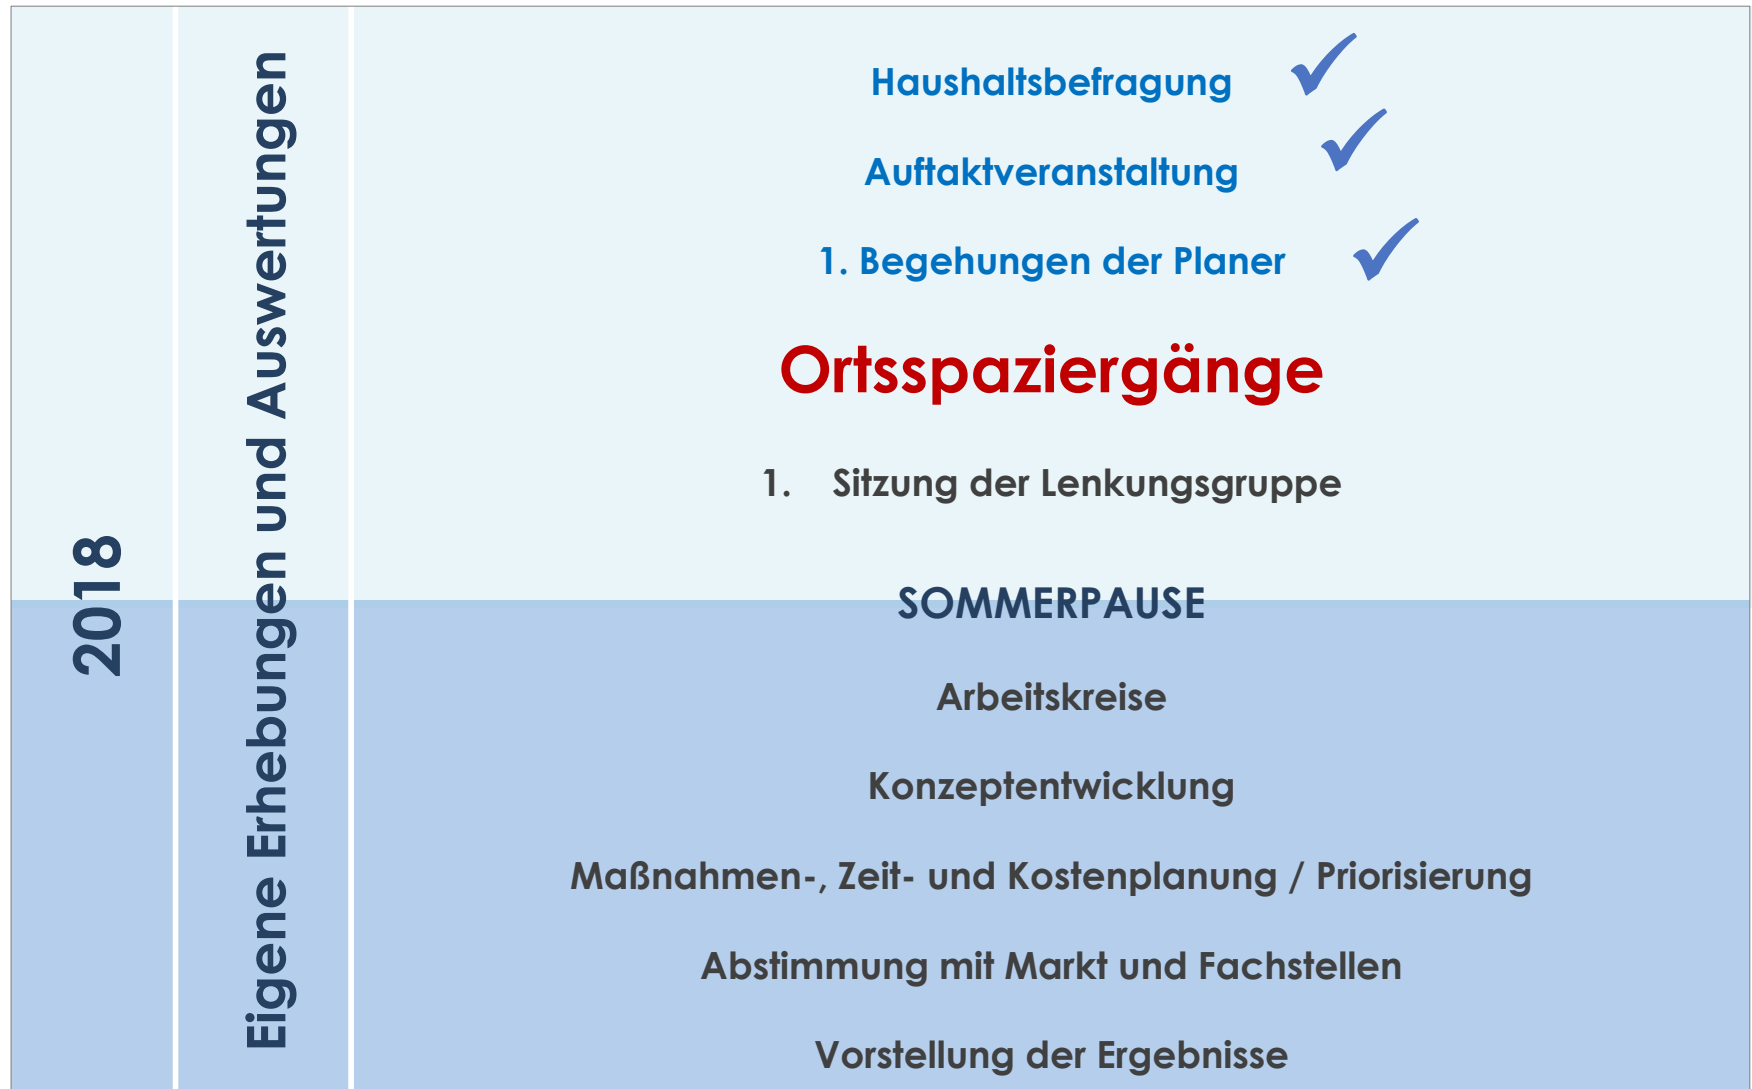 2018
Eigene Erhebungen und Auswertungen
Haushaltsbefragung
Auftaktveranstaltung
1. Begehungen der Planer
Ortsspaziergänge
1. Sitzung der Lenkungsgruppe
SOMMERPAUSE
Arbeitskreise
Konzeptentwicklung
Maßnahmen-, Zeit- und Kostenplanung / Priorisierung
Abstimmung mit Markt und Fachstellen
Vorstellung der Ergebnisse